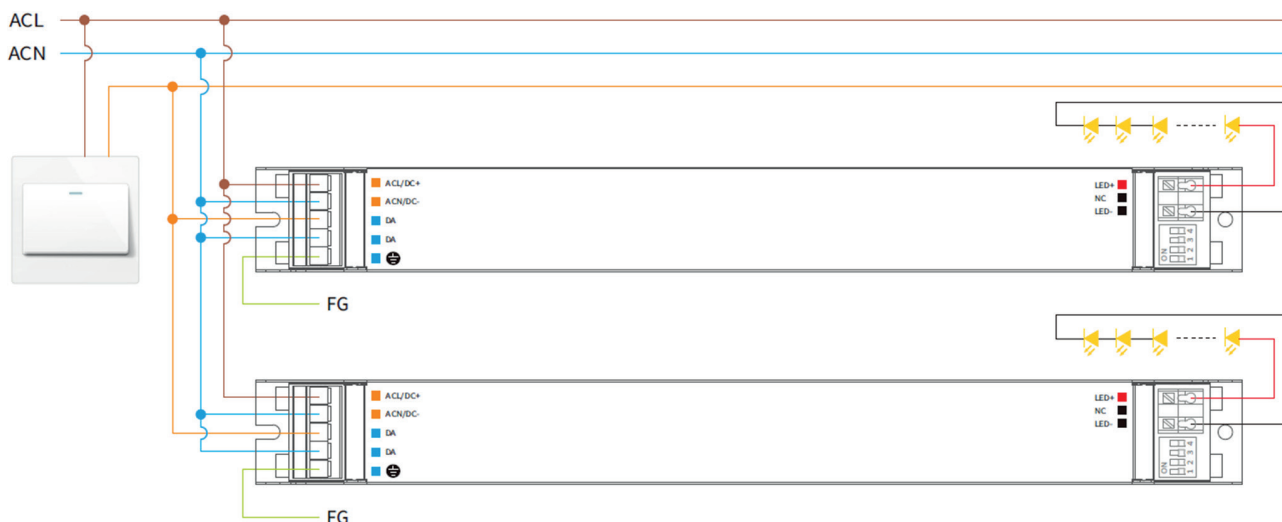 ACL
ACN
ACL/DC+
ACN/DC-
DA
DA
LED+
NC
LED-
ON
1 2 3 4
FG
ACL/DC+
ACN/DC-
DA
DA
LED+
NC
LED-
ON
1 2 3 4
FG